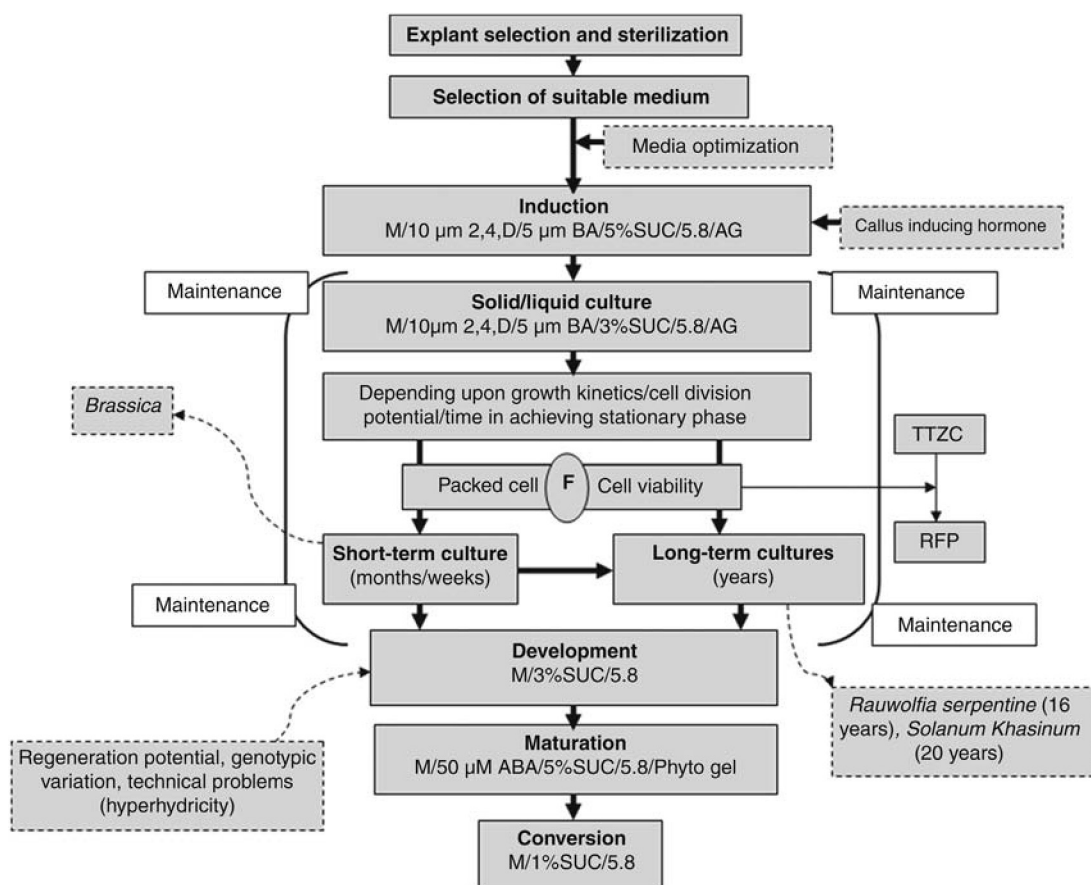 Explant selection and sterilization
Selection of suitable medium
Media optimization
Induction
M/10 µm 2,4,D/5 µm BA/5%SUC/5.8/AG
Callus inducing hormone
Maintenance
Maintenance
Solid/liquid culture
M/10µm 2,4,D/5 µm BA/3%SUC/5.8/AG
Depending upon growth kinetics/cell division
potential/time in achieving stationary phase
Brassica
TTZC
Packed cell F Cell viability
RFP
Short-term culture
(months/weeks)
Long-term cultures
(years)
Maintenance
Maintenance
Development
M/3%SUC/5.8
Rauwolfia serpentine (16
years), Solanum Khasinum
(20 years)
Regeneration potential, genotypic
variation, technical problems
(hyperhydricity)
Maturation
M/50 µM ABA/5%SUC/5.8/Phyto gel
Conversion
M/1%SUC/5.8